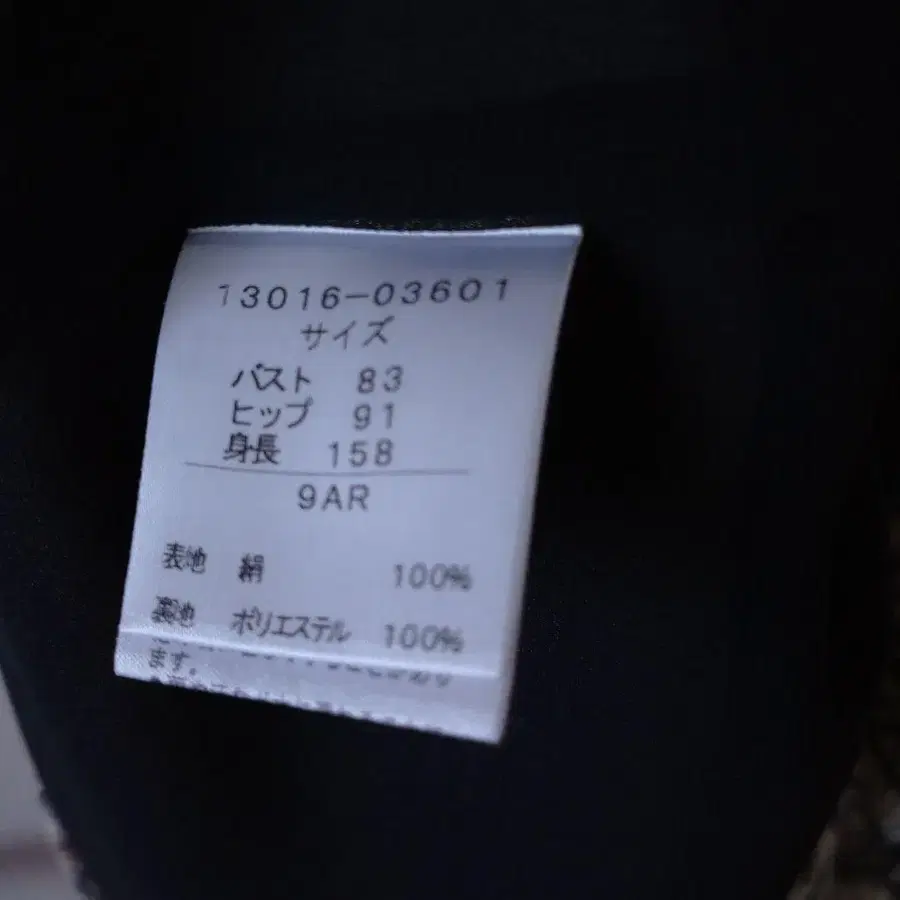 13016-03601
サイズ
バスト 83
ヒップ 91
身長 158
9AR
表地 絹 100%
裏地 ポリエステル 100%
ます。